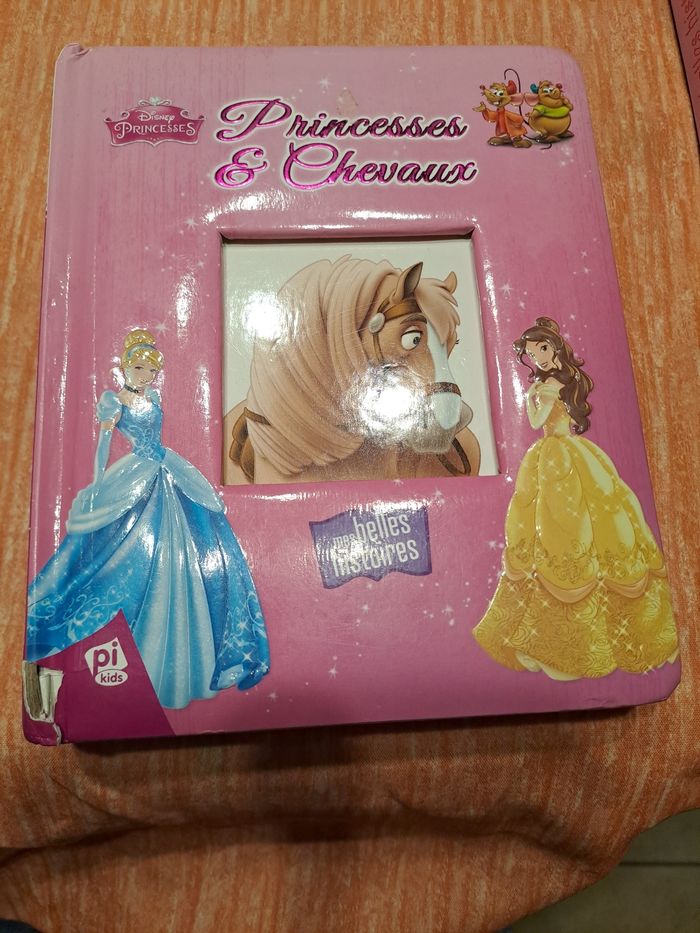 Disney
PRINCESSES
Princesses
& Chevaux
mes belles
histoires
pi
kids